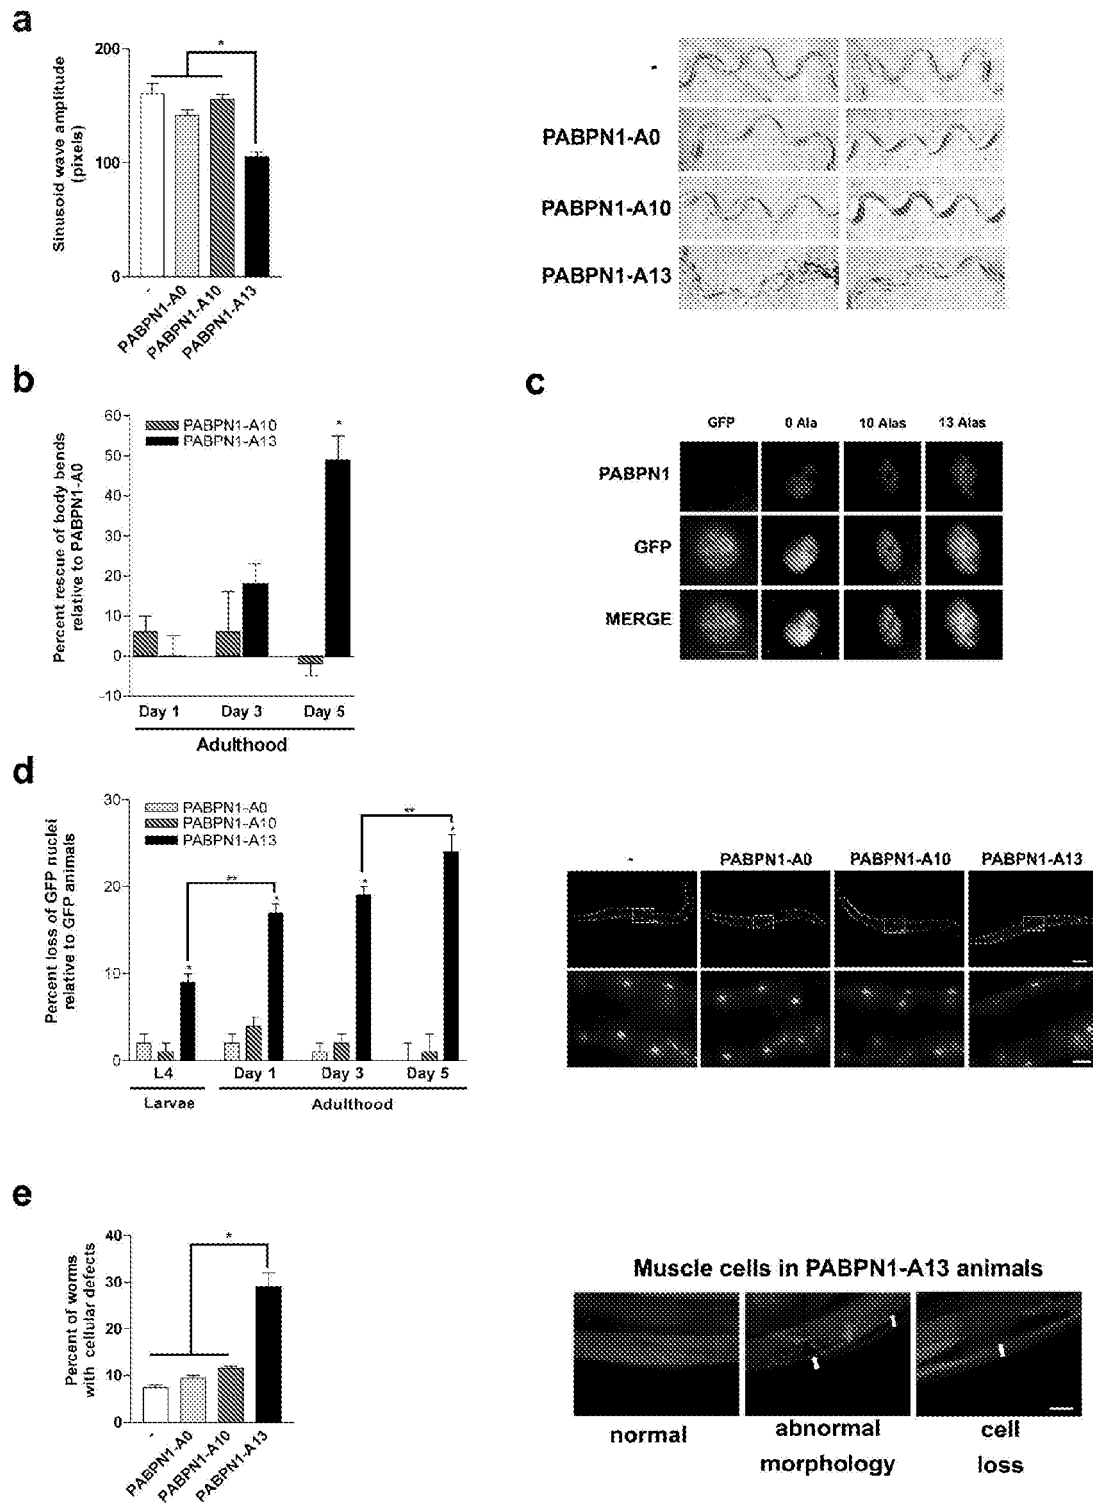 a
200
100
0
Sinusoid wave amplitude
(pixels)
*
-
PABPN1-A0
PABPN1-A10
PABPN1-A13
-
PABPN1-A0
PABPN1-A10
PABPN1-A13
b
60
50
40
30
20
10
0
-10
Percent rescue of body bends
relative to PABPN1-A0
PABPN1-A10
PABPN1-A13
*
Day 1
Day 3
Day 5
Adulthood
c
GFP
0 Ala
10 Alas
13 Alas
PABPN1
GFP
MERGE
d
30
20
10
0
Percent loss of GFP nuclei
relative to GFP animals
PABPN1-A0
PABPN1-A10
PABPN1-A13
**
**
*
*
*
*
L4
Day 1
Day 3
Day 5
Larvae
Adulthood
-
PABPN1-A0
PABPN1-A10
PABPN1-A13
e
40
30
20
10
0
Percent of worms
with cellular defects
*
-
PABPN1-A0
PABPN1-A10
PABPN1-A13
Muscle cells in PABPN1-A13 animals
normal
abnormal
morphology
cell
loss